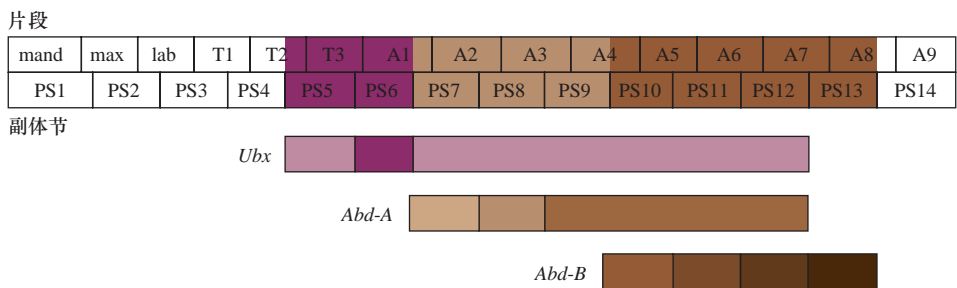 片段
mand max lab T1 T2 T3 A1 A2 A3 A4 A5 A6 A7 A8 A9
PS1 PS2 PS3 PS4 PS5 PS6 PS7 PS8 PS9 PS10 PS11 PS12 PS13 PS14
副体节
Ubx
Abd-A
Abd-B